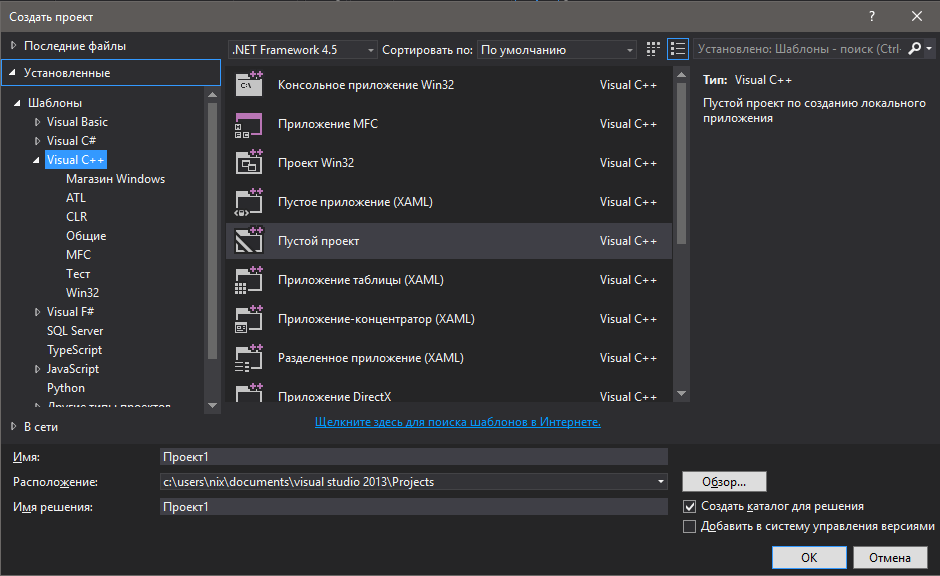 Создать проект
?
Последние файлы
.NET Framework 4.5
Сортировать по:
По умолчанию
Установлено: Шаблоны - поиск (Ctrl-
Установленные
Шаблоны
Visual Basic
Visual C#
Visual C++
Магазин Windows
ATL
CLR
Общие
MFC
Тест
Win32
Visual F#
SQL Server
TypeScript
JavaScript
Python
Другие типы проектов
В сети
Консольное приложение Win32 Visual C++
Приложение MFC Visual C++
Проект Win32 Visual C++
Пустое приложение (XAML) Visual C++
Пустой проект Visual C++
Приложение таблицы (XAML) Visual C++
Приложение-концентратор (XAML) Visual C++
Разделенное приложение (XAML) Visual C++
Приложение DirectX Visual C++
Щелкните здесь для поиска шаблонов в Интернете.
Тип: Visual C++
Пустой проект по созданию локального
приложения
Имя: Проект1
Расположение: c:\users\nix\documents\visual studio 2013\Projects
Обзор...
Имя решения: Проект1
Создать каталог для решения
Добавить в систему управления версиями
ОК
Отмена